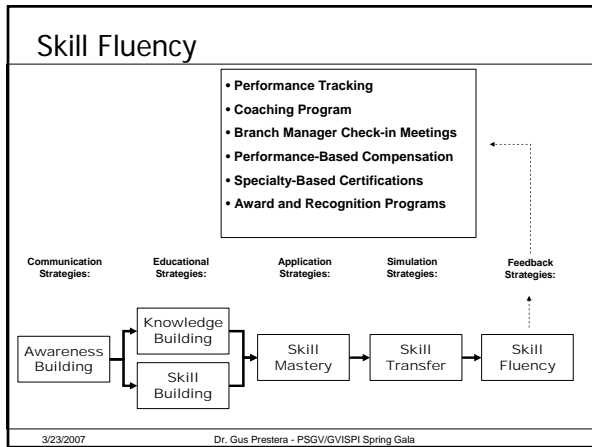 Skill Fluency
• Performance Tracking
• Coaching Program
• Branch Manager Check-in Meetings
• Performance-Based Compensation
• Specialty-Based Certifications
• Award and Recognition Programs
Communication
Strategies:
Educational
Strategies:
Application
Strategies:
Simulation
Strategies:
Feedback
Strategies:
Awareness
Building
Knowledge
Building
Skill
Building
Skill
Mastery
Skill
Transfer
Skill
Fluency
3/23/2007
Dr. Gus Prestera - PSGV/GVISPI Spring Gala